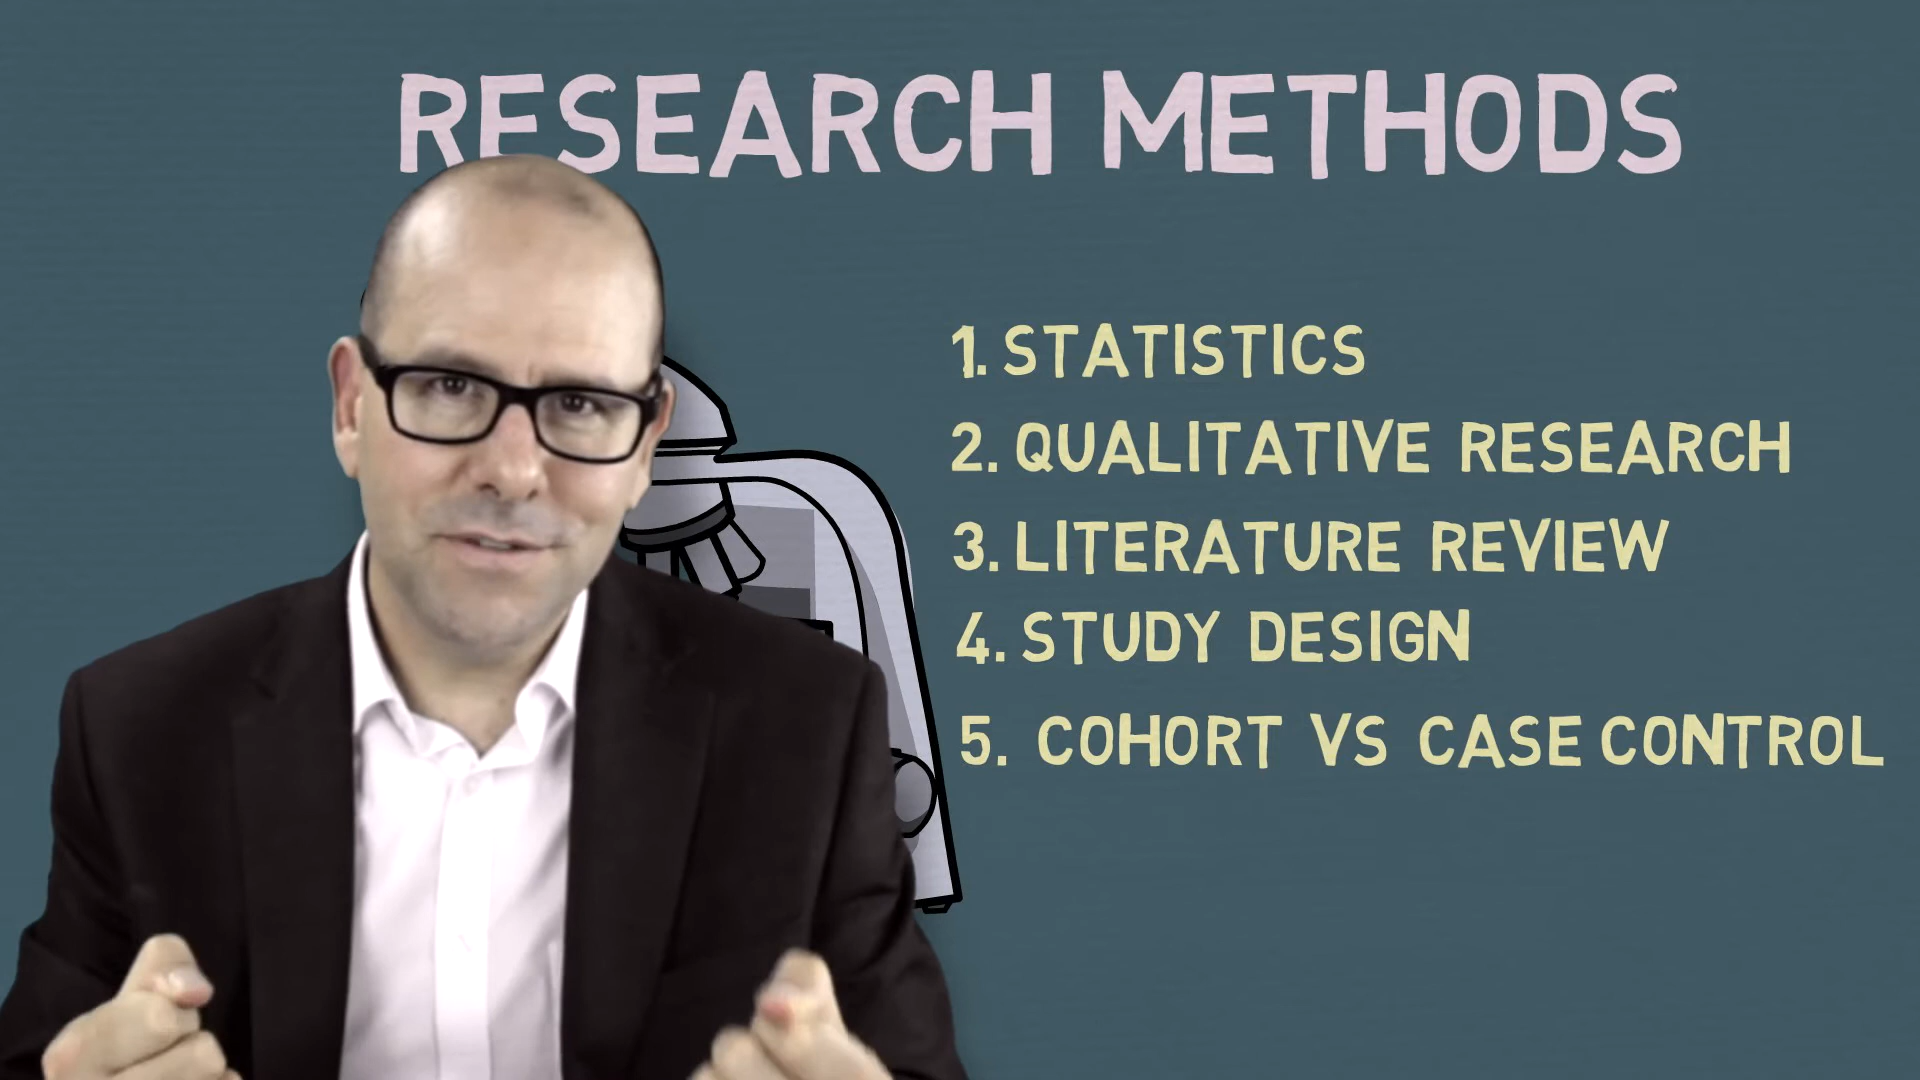 RESEARCH METHODS
1. STATISTICS
2. QUALITATIVE RESEARCH
3. LITERATURE REVIEW
4. STUDY DESIGN
5. COHORT VS CASE CONTROL